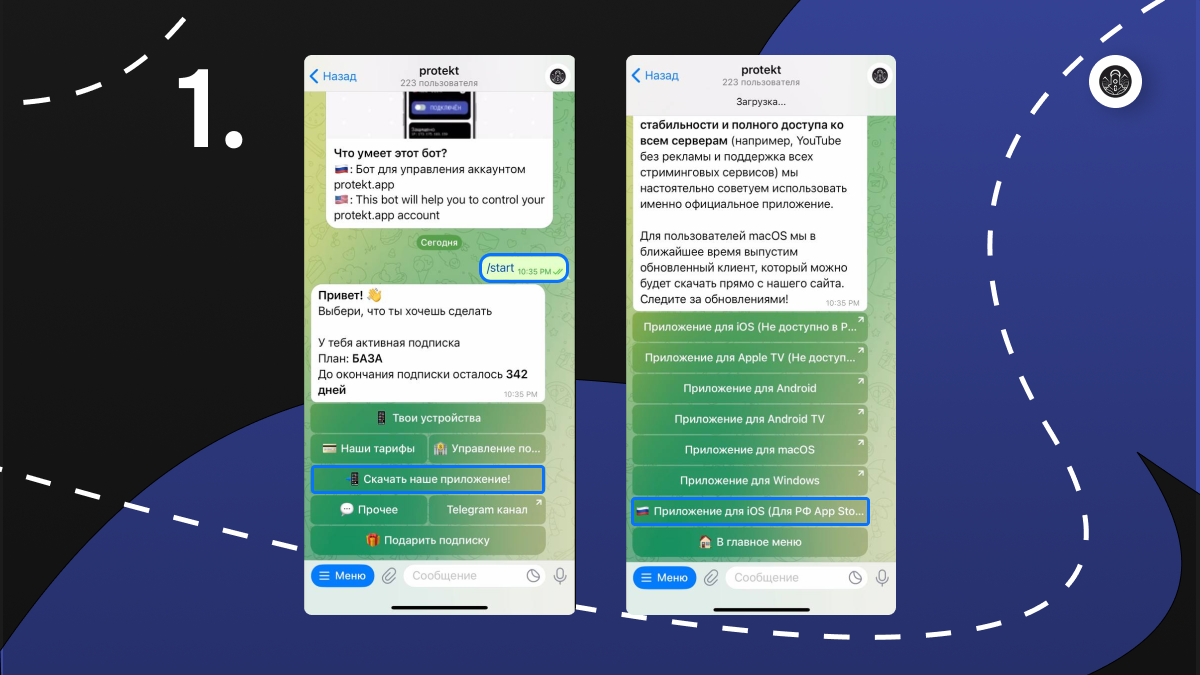 1.
Назад
protekt
223 пользователя
ПОДКЛЮЧЁН
Защищено
Что умеет этот бот?
🇷🇺: Бот для управления аккаунтом
protekt.app
🇺🇸: This bot will help you to control your
protekt.app account
Сегодня
/start 10:35 PM
Привет! 👋
Выбери, что ты хочешь сделать
У тебя активная подписка
План: БАЗА
До окончания подписки осталось 342
дней
10:35 PM
📱 Твои устройства
💳 Наши тарифы
Управление по...
📲 Скачать наше приложение!
💬 Прочее
Telegram канал
🎁 Подарить подписку
Меню
Сообщение
Назад
protekt
223 пользователя
Загрузка...
стабильности и полного доступа ко
всем серверам (например, YouTube
без рекламы и поддержка всех
стриминговых сервисов) мы
настоятельно советуем использовать
именно официальное приложение.
Для пользователей macOS мы в
ближайшее время выпустим
обновленный клиент, который можно
будет скачать прямо с нашего сайта.
Следите за обновлениями!
10:35 PM
Приложение для iOS (Не доступно в Р...
Приложение для Apple TV (Не доступ...
Приложение для Android
Приложение для Android TV
Приложение для macOS
Приложение для Windows
🇷🇺 Приложение для iOS (Для РФ App Sto...
🏠 В главное меню
Меню
Сообщение